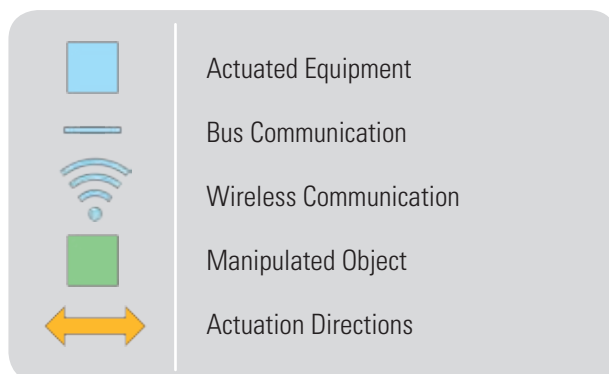 Actuated Equipment
Bus Communication
Wireless Communication
Manipulated Object
Actuation Directions